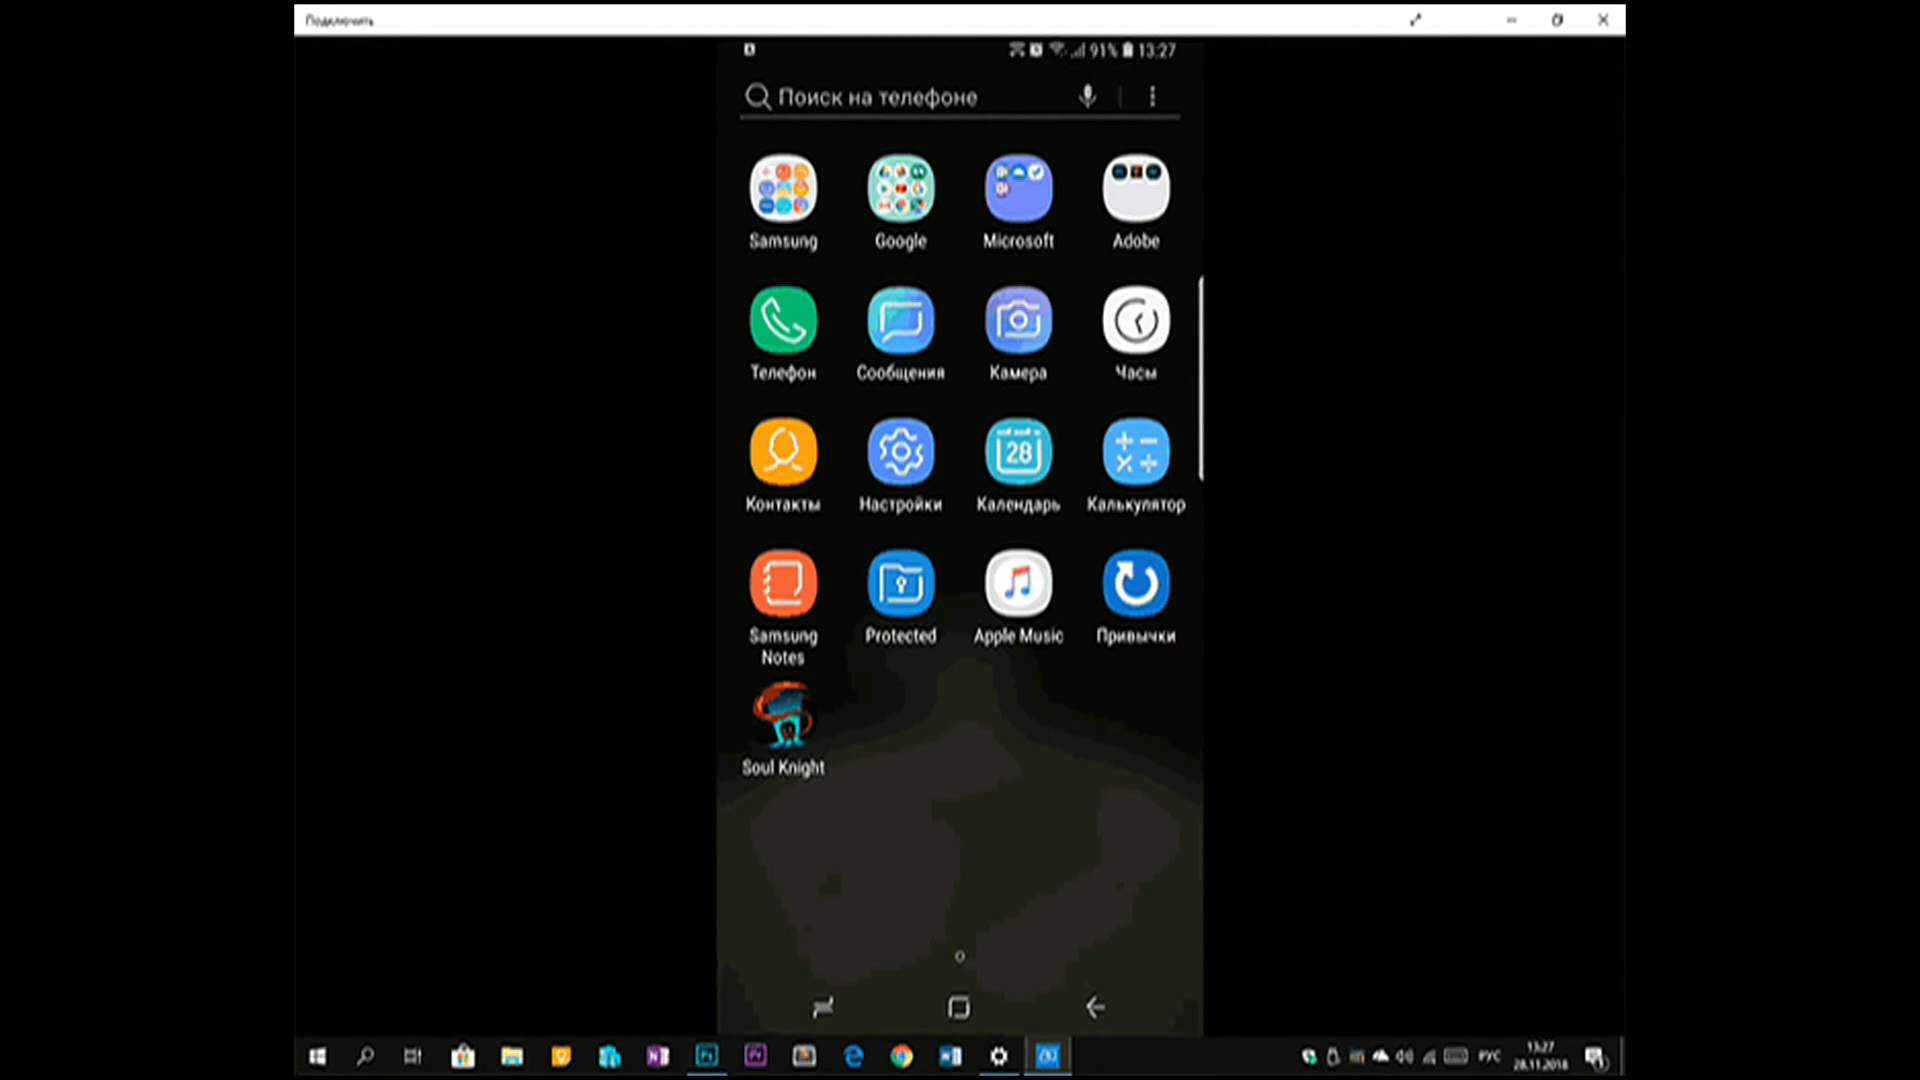 Подключить
91% 13:27
Поиск на телефоне
Samsung
Google
Microsoft
Adobe
Телефон
Сообщения
Камера
Часы
28
Контакты
Настройки
Календарь
Калькулятор
Samsung
Notes
Protected
Apple Music
Привычки
Soul Knight
РУС
13:27
28.11.2018